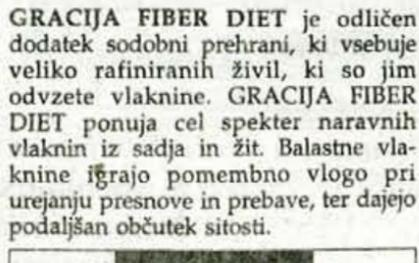 GRACIJA FIBER DIET je odličen
dodatek sodobni prehrani, ki vsebuje
veliko rafiniranih živil, ki so jim
odvzete vlaknine. GRACIJA FIBER
DIET ponuja cel spekter naravnih
vlaknin iz sadja in žit. Balastne vla-
knine igrajo pomembno vlogo pri
urejanju presnove in prebave, ter dajejo
podaljšan občutek sitosti.